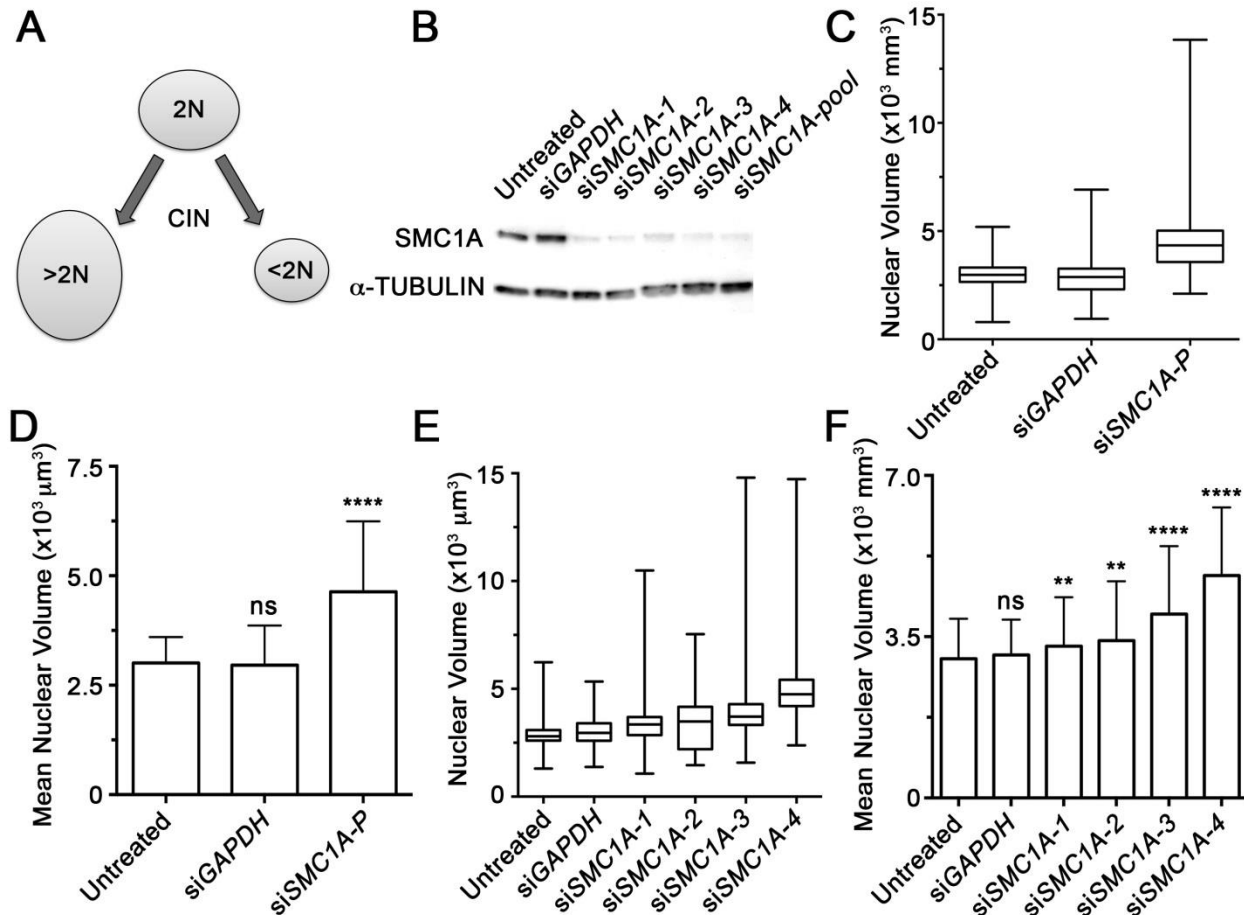 A
2N
CIN
>2N
<2N
B
Untreated
siGAPDH
siSMC1A-1
siSMC1A-2
siSMC1A-3
siSMC1A-4
siSMC1A-pool
SMC1A
α-TUBULIN
C
Nuclear Volume (x10³ mm³)
15
10
5
0
Untreated
siGAPDH
siSMC1A-P
D
Mean Nuclear Volume (x10³ μm³)
7.5
5.0
2.5
0
ns
****
Untreated
siGAPDH
siSMC1A-P
E
Nuclear Volume (x10³ μm³)
15
10
5
0
Untreated
siGAPDH
siSMC1A-1
siSMC1A-2
siSMC1A-3
siSMC1A-4
F
Mean Nuclear Volume (x10³ mm³)
7.0
3.5
0
ns
**
**
****
****
Untreated
siGAPDH
siSMC1A-1
siSMC1A-2
siSMC1A-3
siSMC1A-4